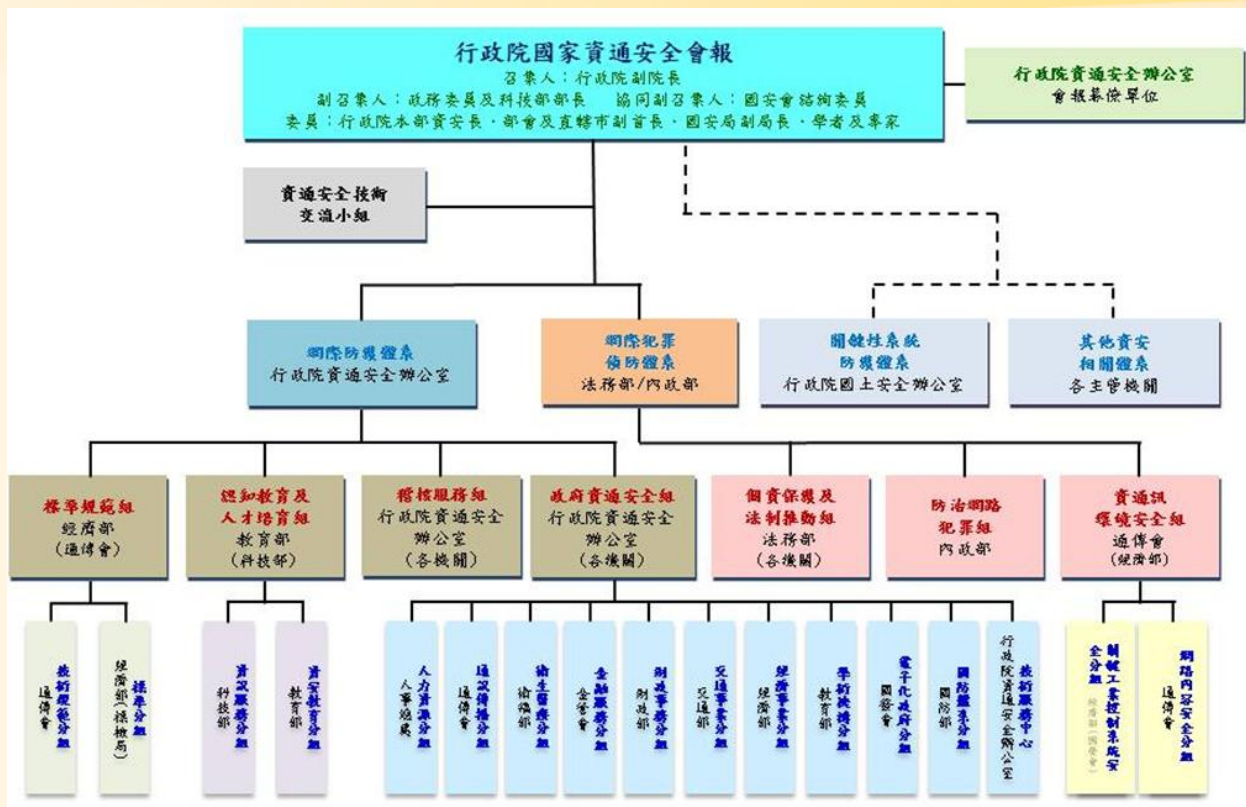 行政院國家資通安全會報
召集人：行政院副院長
副召集人：政務委員及科技部部長　協同副召集人：國安會諮詢委員
委員：行政院本部資安長、部會及直轄市副首長、國安局副局長、學者及專家
行政院資通安全辦公室
會報幕僚單位
資通安全技術
交流小組
網際防護體系
行政院資通安全辦公室
網際犯罪
偵防體系
法務部/內政部
關鍵性系統
防護體系
行政院國土安全辦公室
其他資安
相關體系
各主管機關
標準規範組
經濟部
(通傳會)
認知教育及
人才培育組
教育部
(科技部)
稽核服務組
行政院資通安全
辦公室
(各機關)
政府資通安全組
行政院資通安全
辦公室
(各機關)
個資保護及
法制推動組
法務部
(各機關)
防治網路
犯罪組
內政部
資通訊
環境安全組
通傳會
(經濟部)
技術規範分組
通傳會
標準分組
經濟部(標檢局)
資訊服務分組
科技部
資安教育分組
教育部
人力資源分組
人事總處
通訊傳播分組
通傳會
衛生醫療分組
衛福部
金融服務分組
金管會
財政事務分組
財政部
交通事業分組
交通部
經濟事業分組
經濟部
學術機構分組
教育部
電子化政府分組
國發會
國防體系分組
國防部
技術服務中心
行政院資通安全辦公室
關鍵工業控制系統安
全分組
經濟部(國營會)
網路內容安全分組
通傳會